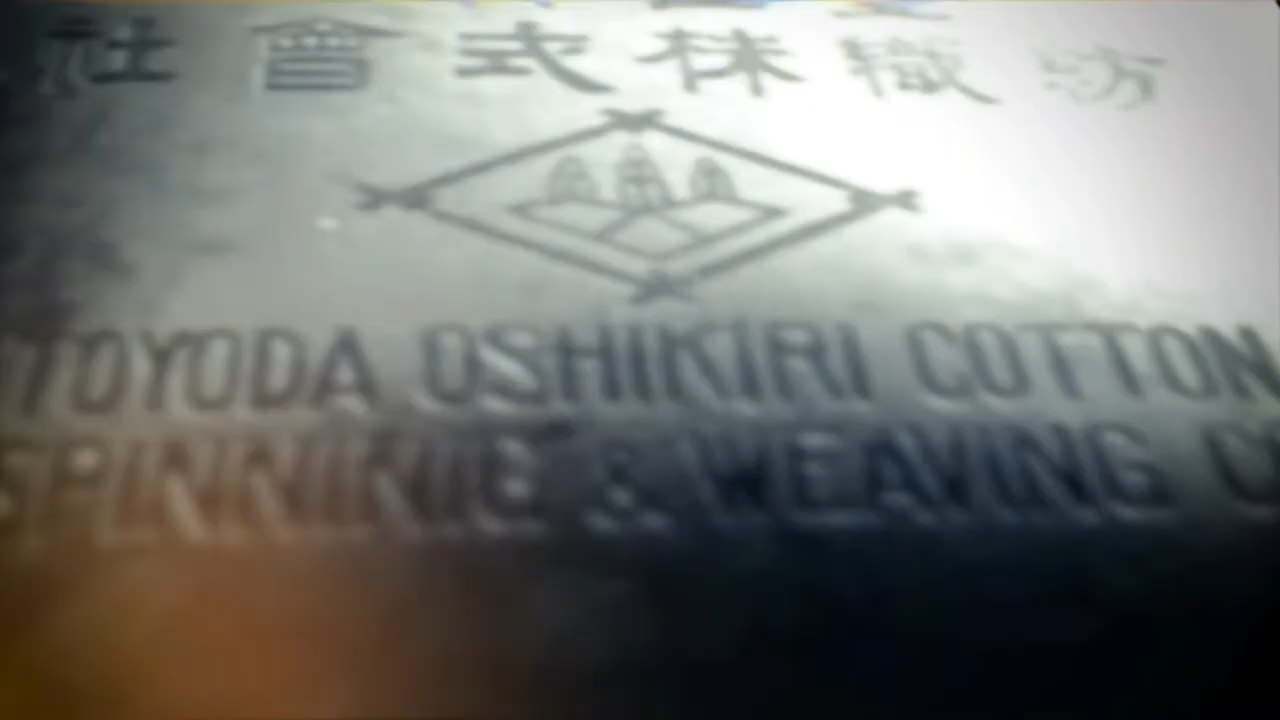 紡織株式會社
TOYODA OSHIKIRI COTTON
SPINNING & WEAVING